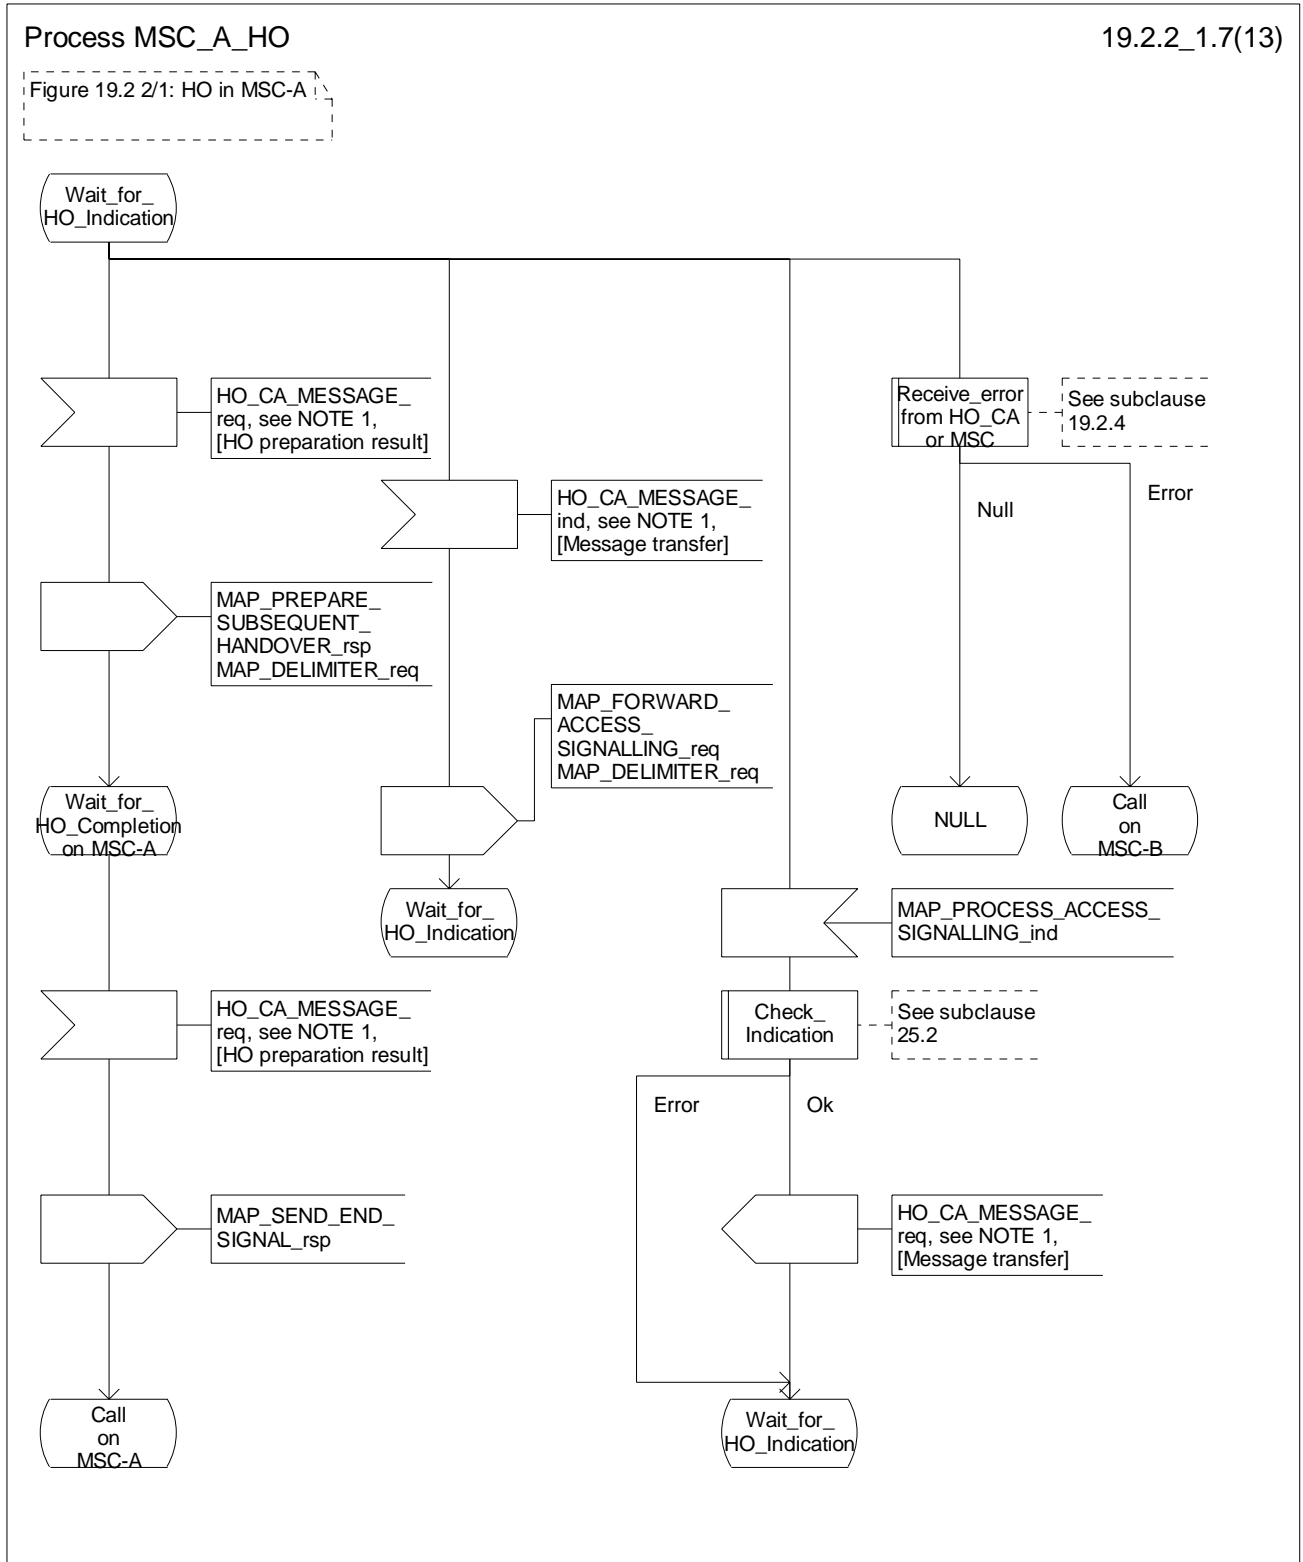 Process MSC_A_HO
19.2.2_1.7(13)
Figure 19.2 2/1: HO in MSC-A
Wait_for_
HO_Indication
HO_CA_MESSAGE_
req, see NOTE 1,
[HO preparation result]
Receive_error
from HO_CA
or MSC
See subclause
19.2.4
HO_CA_MESSAGE_
ind, see NOTE 1,
[Message transfer]
Null
Error
MAP_PREPARE_
SUBSEQUENT_
HANDOVER_rsp
MAP_DELIMITER_req
MAP_FORWARD_
ACCESS_
SIGNALLING_req
MAP_DELIMITER_req
Wait_for_
HO_Completion
on MSC-A
NULL
Call
on
MSC-B
Wait_for_
HO_Indication
MAP_PROCESS_ACCESS_
SIGNALLING_ind
HO_CA_MESSAGE_
req, see NOTE 1,
[HO preparation result]
Check_
Indication
See subclause
25.2
Error
Ok
MAP_SEND_END_
SIGNAL_rsp
HO_CA_MESSAGE_
req, see NOTE 1,
[Message transfer]
Call
on
MSC-A
Wait_for_
HO_Indication